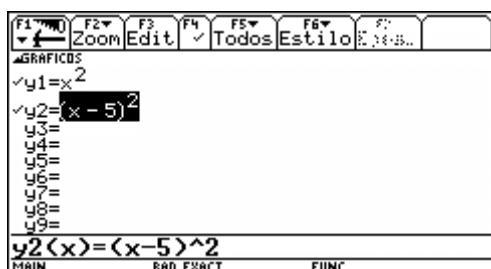 F1 F2 F3 F4 F5 F6
Zoom Edit ✓ Todos Estilo
GRAFICOS
✓y1=x²
✓y2=(x-5)²
y3=
y4=
y5=
y6=
y7=
y8=
y9=
y2(x)=(x-5)^2
MAIN RAD EXACT FUNC